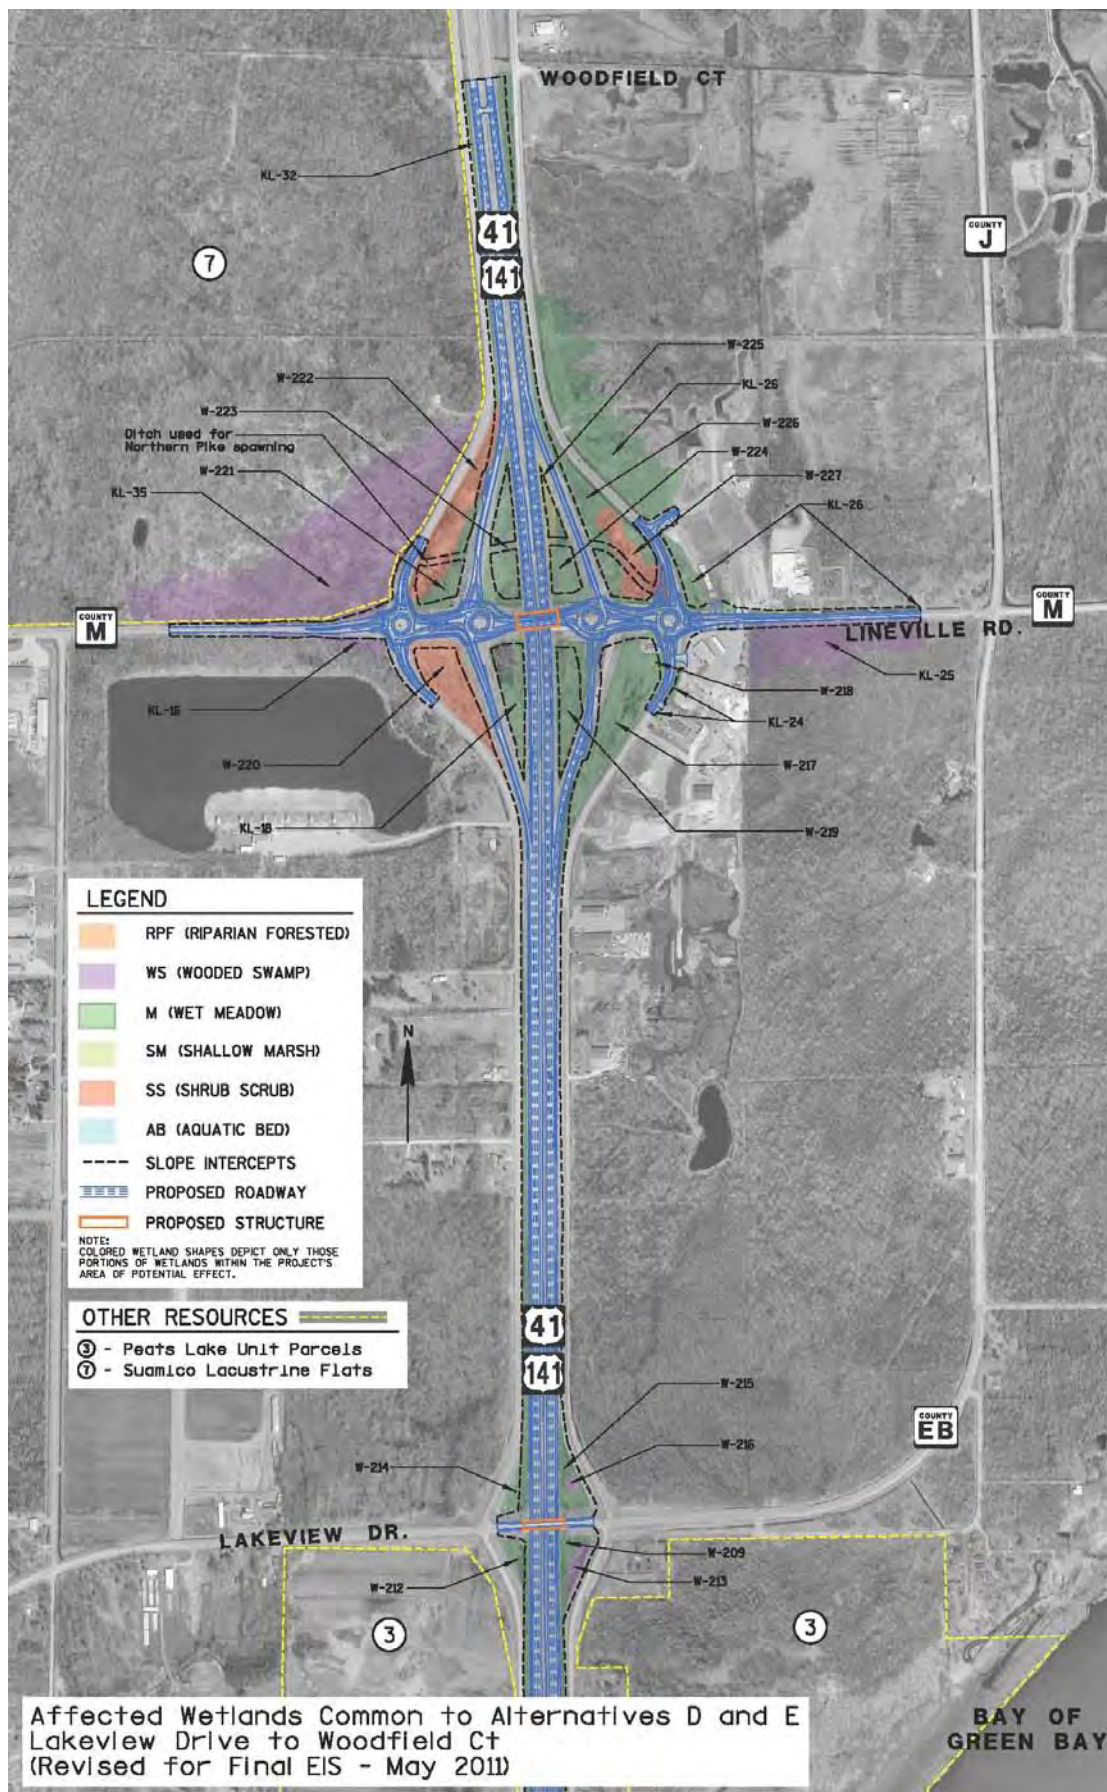 WOODFIELD CT
KL-32
41
141
COUNTY
J
7
W-225
W-222
KL-26
W-223
W-226
Ditch used for
Northern Pike spawning
W-224
W-221
W-227
KL-35
KL-26
COUNTY
M
COUNTY
M
LINEVILLE RD.
KL-25
W-218
KL-16
KL-24
W-220
W-217
KL-18
W-219
LEGEND
RPF (RIPARIAN FORESTED)
WS (WOODED SWAMP)
M (WET MEADOW)
SM (SHALLOW MARSH)
SS (SHRUB SCRUB)
AB (AQUATIC BED)
SLOPE INTERCEPTS
PROPOSED ROADWAY
PROPOSED STRUCTURE
NOTE:
COLORED WETLAND SHAPES DEPICT ONLY THOSE
PORTIONS OF WETLANDS WITHIN THE PROJECT'S
AREA OF POTENTIAL EFFECT.
N
OTHER RESOURCES
3 - Peats Lake Unit Parcels
7 - Suamico Lacustrine Flats
41
141
W-215
COUNTY
EB
W-216
W-214
LAKEVIEW DR.
W-209
W-212
W-213
3
3
Affected Wetlands Common to Alternatives D and E
Lakeview Drive to Woodfield Ct
(Revised for Final EIS - May 2011)
BAY OF
GREEN BAY